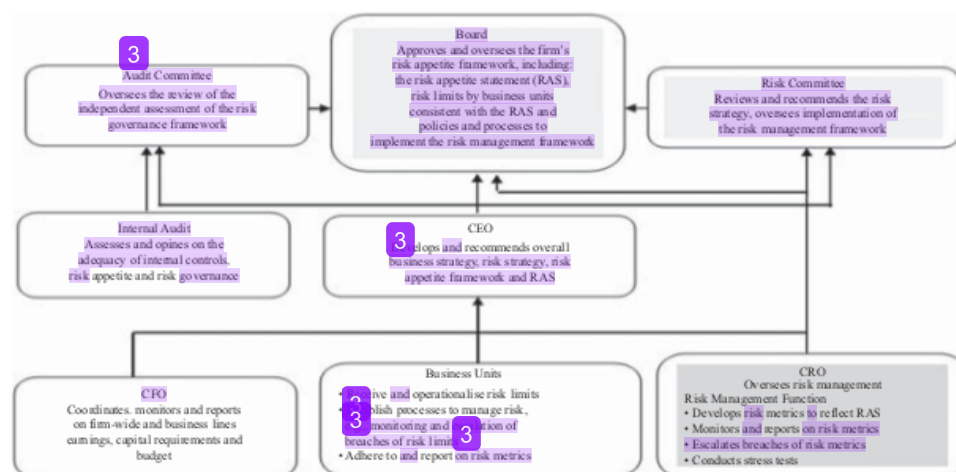 3
Audit Committee
Oversees the review of the
independent assessment of the risk
governance framework
Board
Approves and oversees the firm's
risk appetite framework, including:
the risk appetite statement (RAS),
risk limits by business units
consistent with the RAS and
policies and processes to
implement the risk management framework
Risk Committee
Reviews and recommends the risk
strategy, oversees implementation of
the risk management framework
Internal Audit
Assesses and opines on the
adequacy of internal controls,
risk appetite and risk governance
CEO
3
and recommends overall
business strategy, risk strategy, risk
appetite framework and RAS
CFO
Coordinates, monitors and reports
on firm-wide and business lines
earnings, capital requirements and
budget
Business Units
• and operationalise risk limits
3
processes to manage risk,
3
monitoring and of
3
breaches of risk limits
• Adhere to and report on risk metrics
CRO
Oversees risk management
Risk Management Function
• Develops risk metrics to reflect RAS
• Monitors and reports on risk metrics
• Escalates breaches of risk metrics
• Conducts stress tests